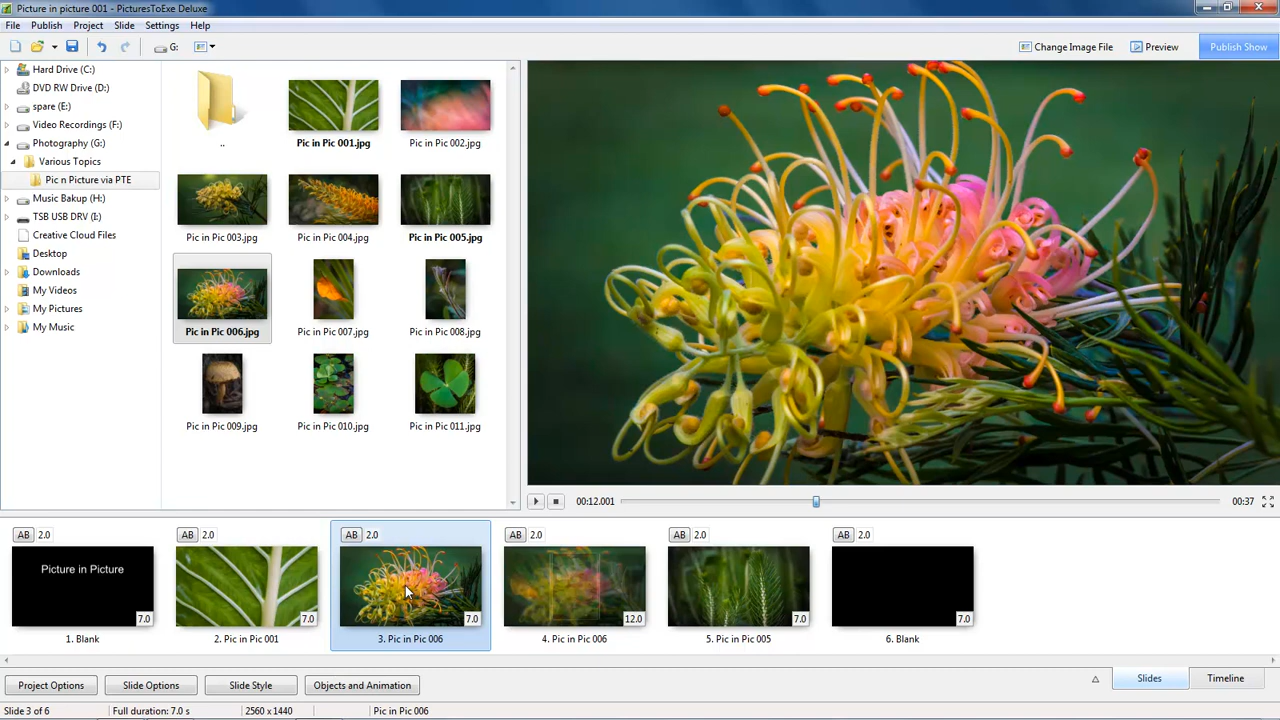 Picture in picture 001 - PicturesToExe Deluxe
File Publish Project Slide Settings Help
G: Change Image File Preview Publish Show
Hard Drive (C:)
DVD RW Drive (D:)
spare (E:)
Video Recordings (F:)
Photography (G:)
Various Topics
Pic n Picture via PTE
Music Bakup (H:)
TSB USB DRV (I:)
Creative Cloud Files
Desktop
Downloads
My Videos
My Pictures
My Music
.. Pic in Pic 001.jpg Pic in Pic 002.jpg
Pic in Pic 003.jpg Pic in Pic 004.jpg Pic in Pic 005.jpg
Pic in Pic 006.jpg Pic in Pic 007.jpg Pic in Pic 008.jpg
Pic in Pic 009.jpg Pic in Pic 010.jpg Pic in Pic 011.jpg
00:12.001 00:37
AB 2.0 AB 2.0 AB 2.0 AB 2.0 AB 2.0 AB 2.0
Picture in Picture
7.0 7.0 7.0 12.0 7.0 7.0
1. Blank 2. Pic in Pic 001 3. Pic in Pic 006 4. Pic in Pic 006 5. Pic in Pic 005 6. Blank
Project Options Slide Options Slide Style Objects and Animation Slides Timeline
Slide 3 of 6 Full duration: 7.0 s 2560 x 1440 Pic in Pic 006